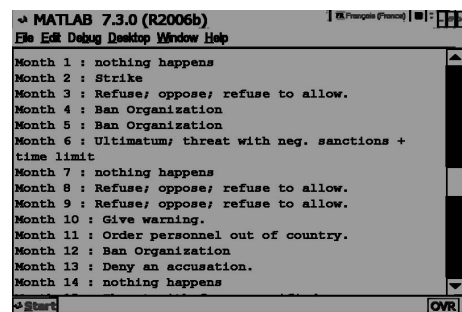 MATLAB 7.3.0 (R2006b)
FR Français (France)
File Edit Debug Desktop Window Help
Month 1 : nothing happens
Month 2 : Strike
Month 3 : Refuse; oppose; refuse to allow.
Month 4 : Ban Organization
Month 5 : Ban Organization
Month 6 : Ultimatum; threat with neg. sanctions +
time limit
Month 7 : nothing happens
Month 8 : Refuse; oppose; refuse to allow.
Month 9 : Refuse; oppose; refuse to allow.
Month 10 : Give warning.
Month 11 : Order personnel out of country.
Month 12 : Ban Organization
Month 13 : Deny an accusation.
Month 14 : nothing happens
Start
OVR